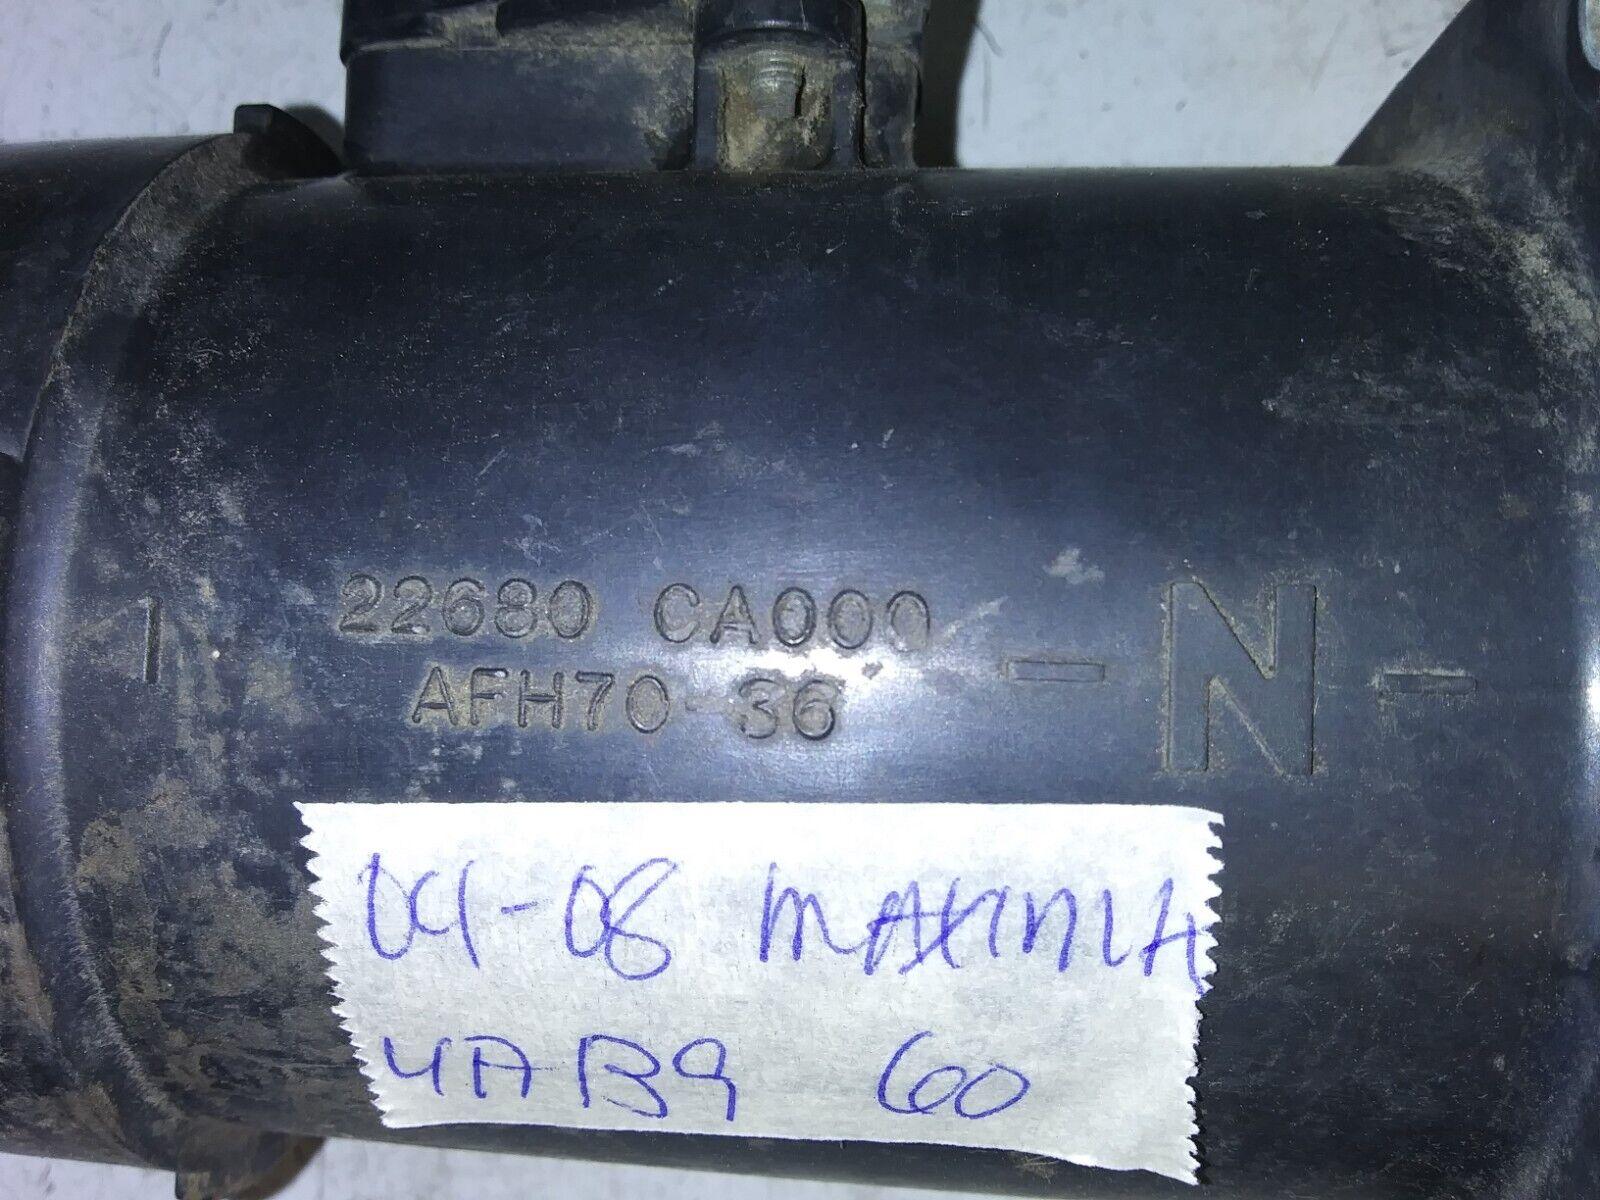 22680 CA000
AFH70-36
- N -
04-08 MAXIMA
4AB9 60